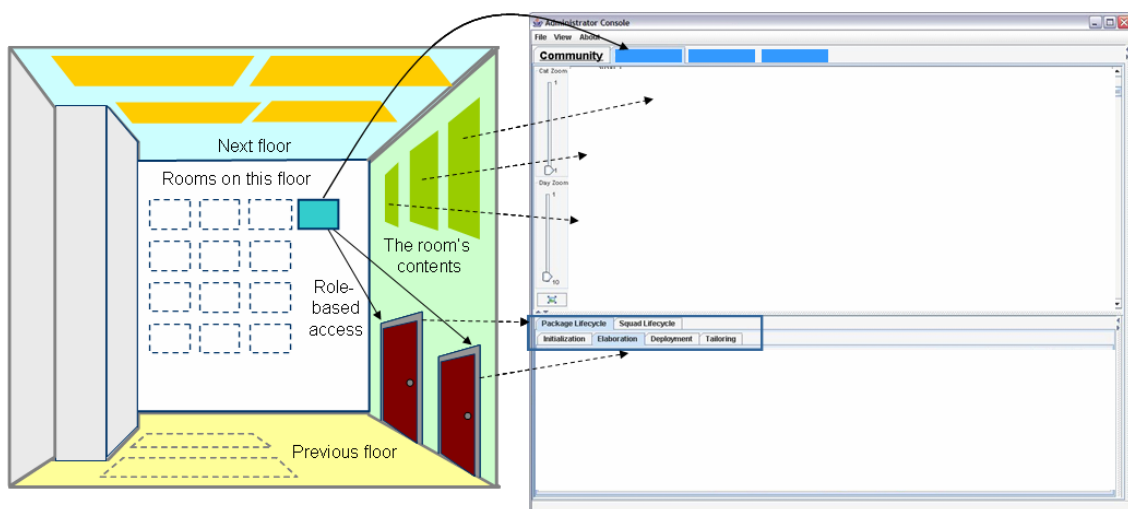 Next floor
Rooms on this floor
The room's
contents
Role-
based
access
Previous floor
Administrator Console
File View About
Community
Cat Zoom
1
1
Day Zoom
1
10
Package Lifecycle Squad Lifecycle
Initialization Elaboration Deployment Tailoring